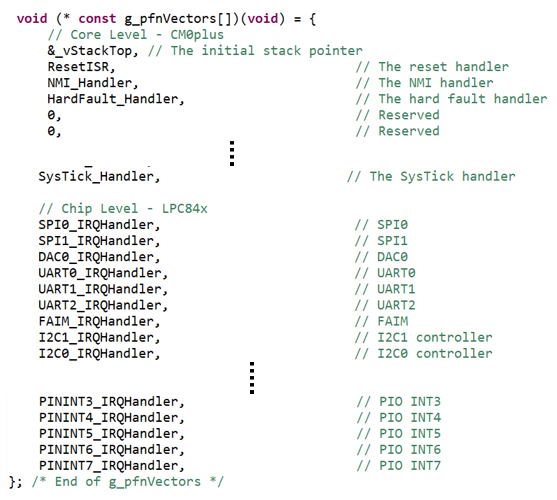 void (* const g_pfnVectors[])(void) = {
// Core Level - CM0plus
&_vStackTop, // The initial stack pointer
ResetISR, // The reset handler
NMI_Handler, // The NMI handler
HardFault_Handler, // The hard fault handler
0, // Reserved
0, // Reserved
SysTick_Handler, // The SysTick handler
// Chip Level - LPC84x
SPI0_IRQHandler, // SPI0
SPI1_IRQHandler, // SPI1
DAC0_IRQHandler, // DAC0
UART0_IRQHandler, // UART0
UART1_IRQHandler, // UART1
UART2_IRQHandler, // UART2
FAIM_IRQHandler, // FAIM
I2C1_IRQHandler, // I2C1 controller
I2C0_IRQHandler, // I2C0 controller
PININT3_IRQHandler, // PIO INT3
PININT4_IRQHandler, // PIO INT4
PININT5_IRQHandler, // PIO INT5
PININT6_IRQHandler, // PIO INT6
PININT7_IRQHandler, // PIO INT7
}; /* End of g_pfnVectors */